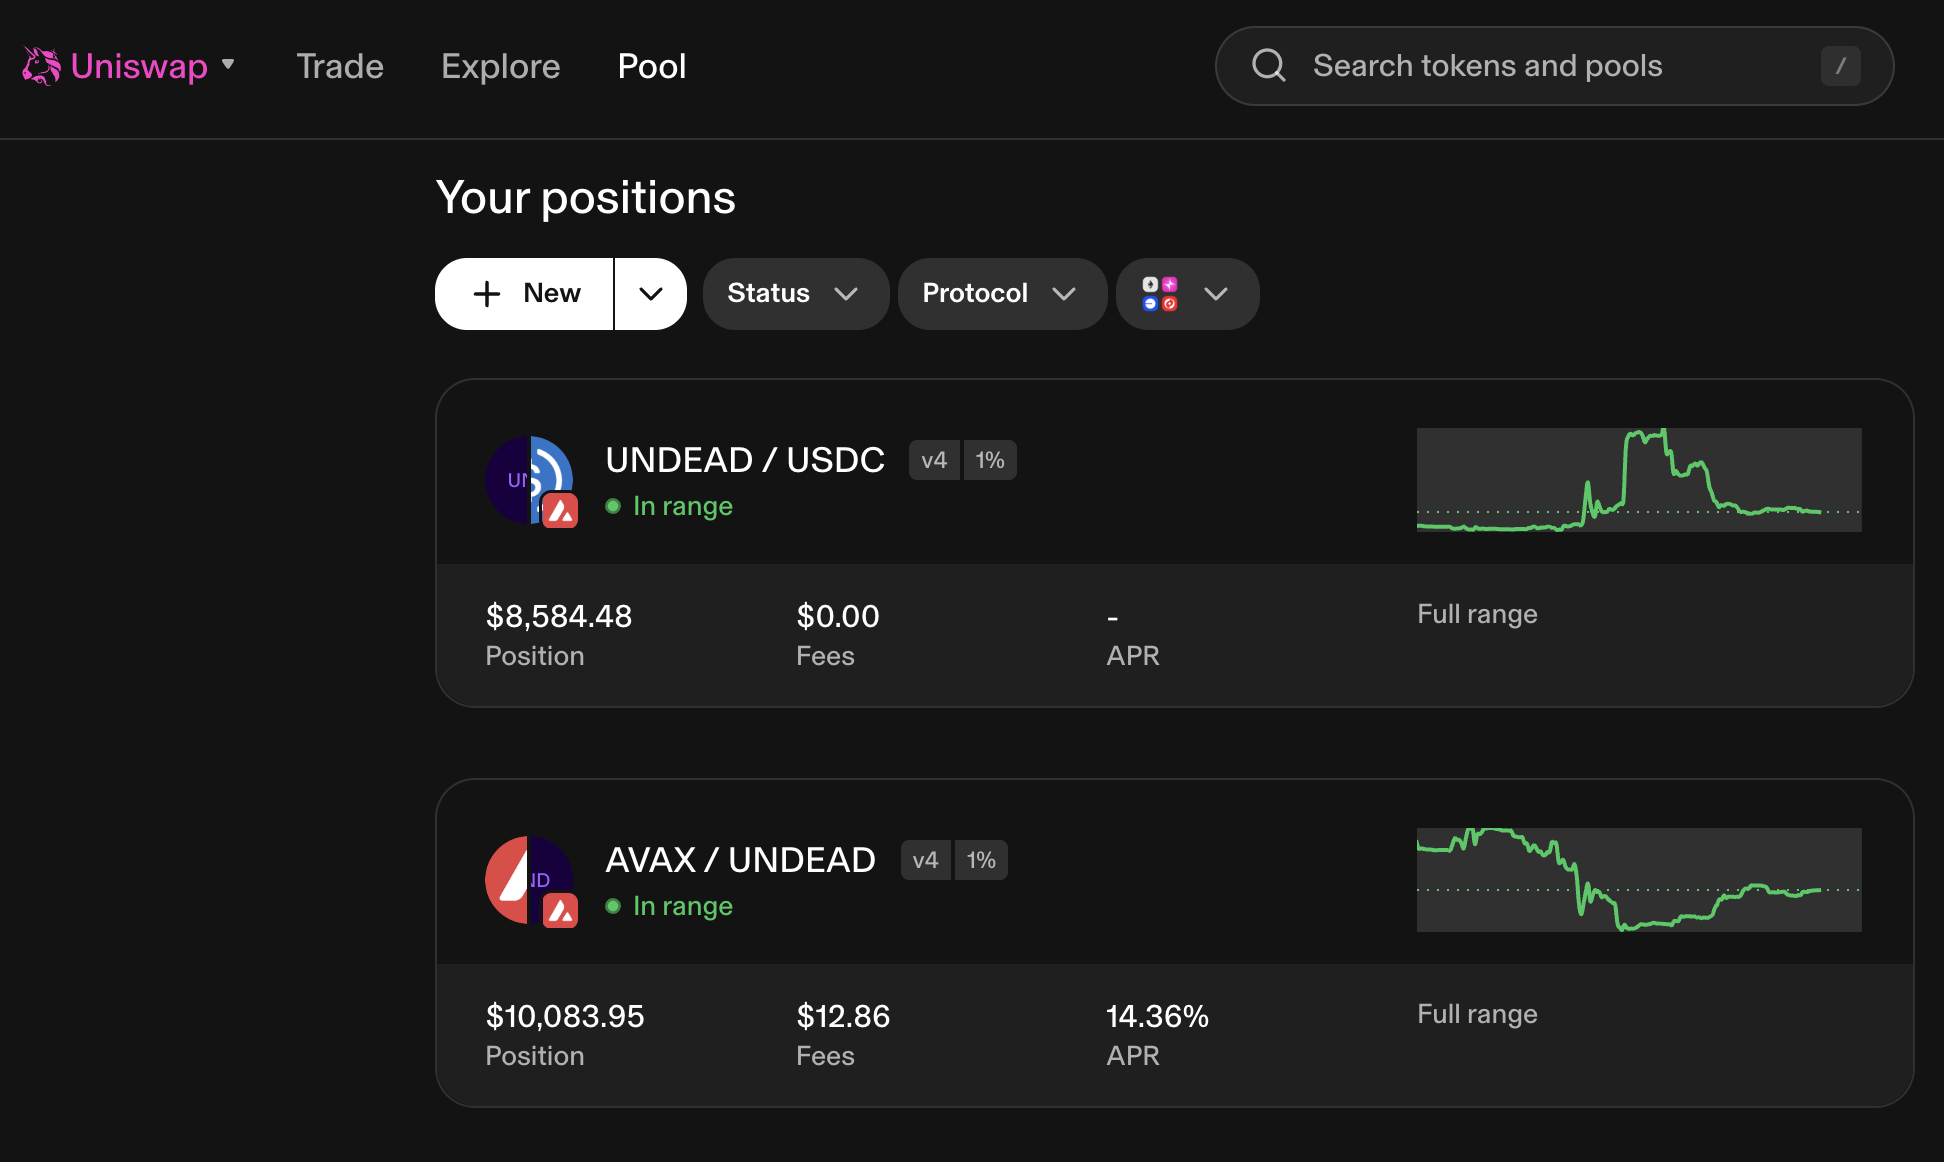 Uniswap Trade Explore Pool Search tokens and pools /
Your positions
+ New Status Protocol
UN $ UNDEAD / USDC v4 1%
In range
$8,584.48 $0.00 - Full range
Position Fees APR
ND AVAX / UNDEAD v4 1%
In range
$10,083.95 $12.86 14.36% Full range
Position Fees APR